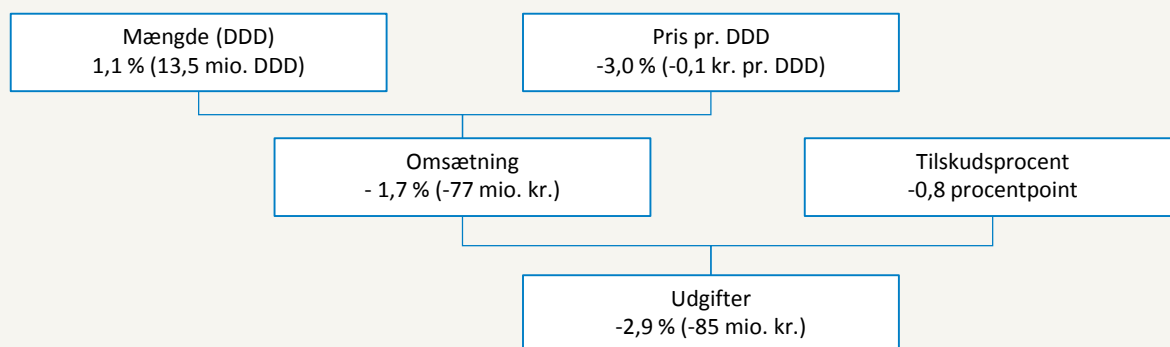 Mængde (DDD)
1,1 % (13,5 mio. DDD)
Pris pr. DDD
-3,0 % (-0,1 kr. pr. DDD)
Omsætning
- 1,7 % (-77 mio. kr.)
Tilskudsprocent
-0,8 procentpoint
Udgifter
-2,9 % (-85 mio. kr.)